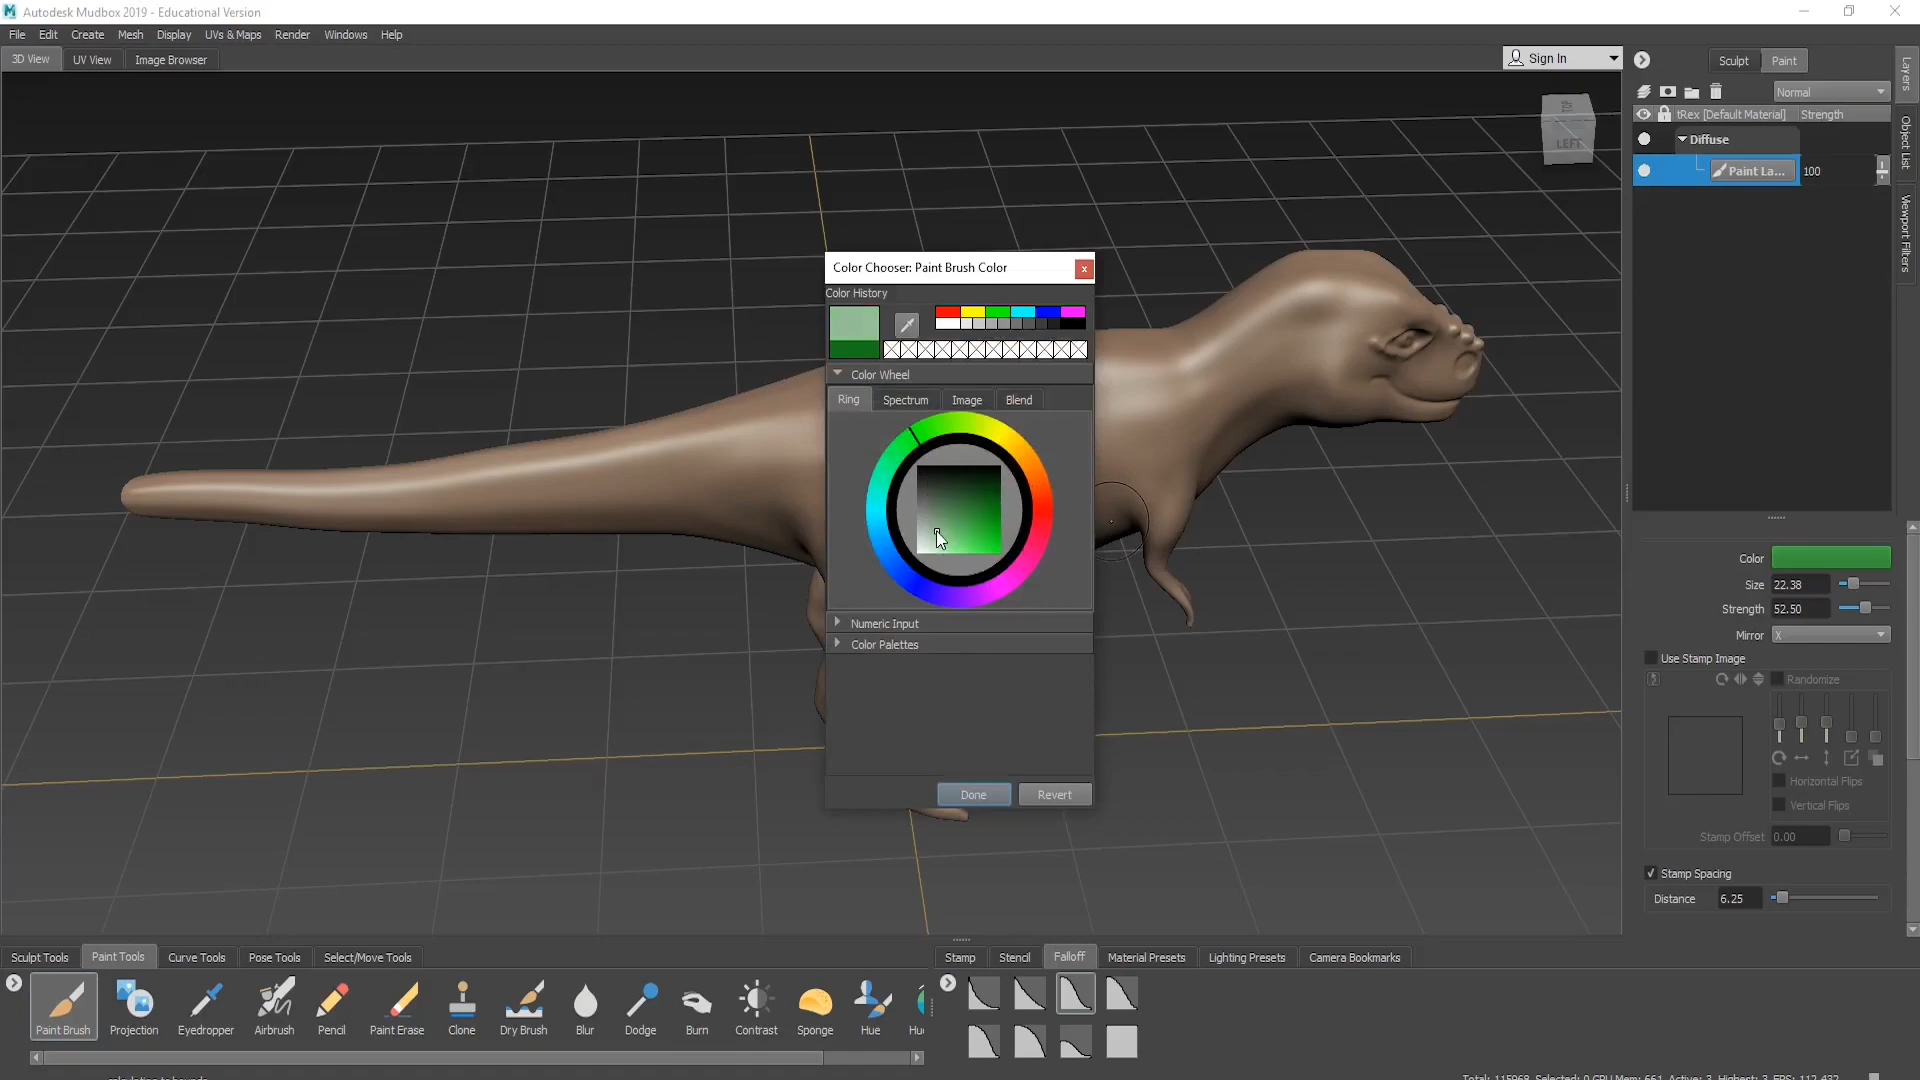 Autodesk Mudbox 2019 - Educational Version
File Edit Create Mesh Display UVs & Maps Render Windows Help
3D View UV View Image Browser
Sign In
Sculpt Paint
Normal
tRex [Default Material] Strength
Diffuse
Paint La... 100
Layers
Object List
Viewport Filters
TOP
LEFT
Color Chooser: Paint Brush Color
x
Color History
Color Wheel
Ring Spectrum Image Blend
Numeric Input
Color Palettes
Done Revert
Color
Size 22.38
Strength 52.50
Mirror X
Use Stamp Image
Randomize
Horizontal Flips
Vertical Flips
Stamp Offset 0.00
Stamp Spacing
Distance 6.25
Sculpt Tools Paint Tools Curve Tools Pose Tools Select/Move Tools
Paint Brush Projection Eyedropper Airbrush Pencil Paint Erase Clone Dry Brush Blur Dodge Burn Contrast Sponge Hue Hu
Stamp Stencil Falloff Material Presets Lighting Presets Camera Bookmarks